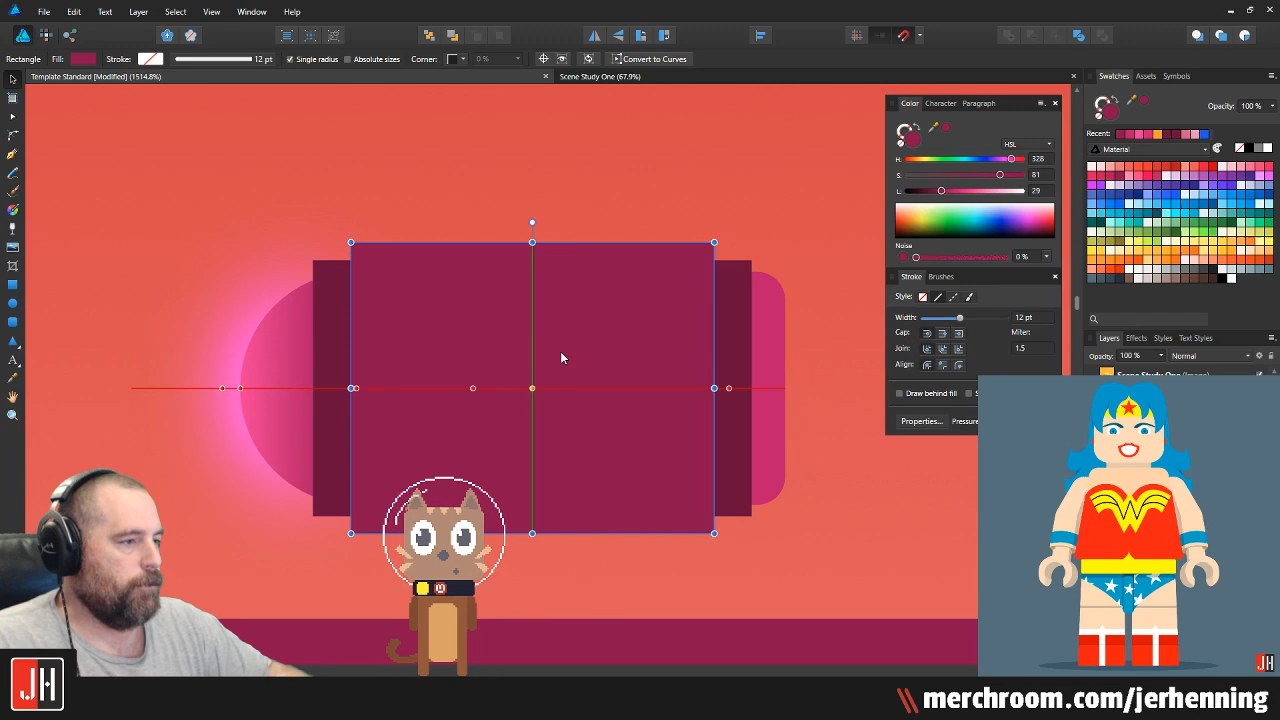 File Edit Text Layer Select View Window Help
Rectangle Fill: Stroke: 12 pt Single radius Absolute sizes Corner: 0 % Convert to Curves
Template Standard [Modified] (1514.8%) Scene Study One (67.9%)
Swatches Assets Symbols
Opacity: 100 %
Recent:
Material
Color Character Paragraph
HSL
H: 328
S: 81
L: 29
Noise
0 %
Stroke Brushes
Style:
Width: 12 pt
Cap: Miter:
Join: 1.5
Align:
Draw behind fill
Properties... Pressure
Layers Effects Styles Text Styles
Opacity: 100 % Normal
Scene Study One (Image)
JH
JH
\\ merchroom.com/jerhenning